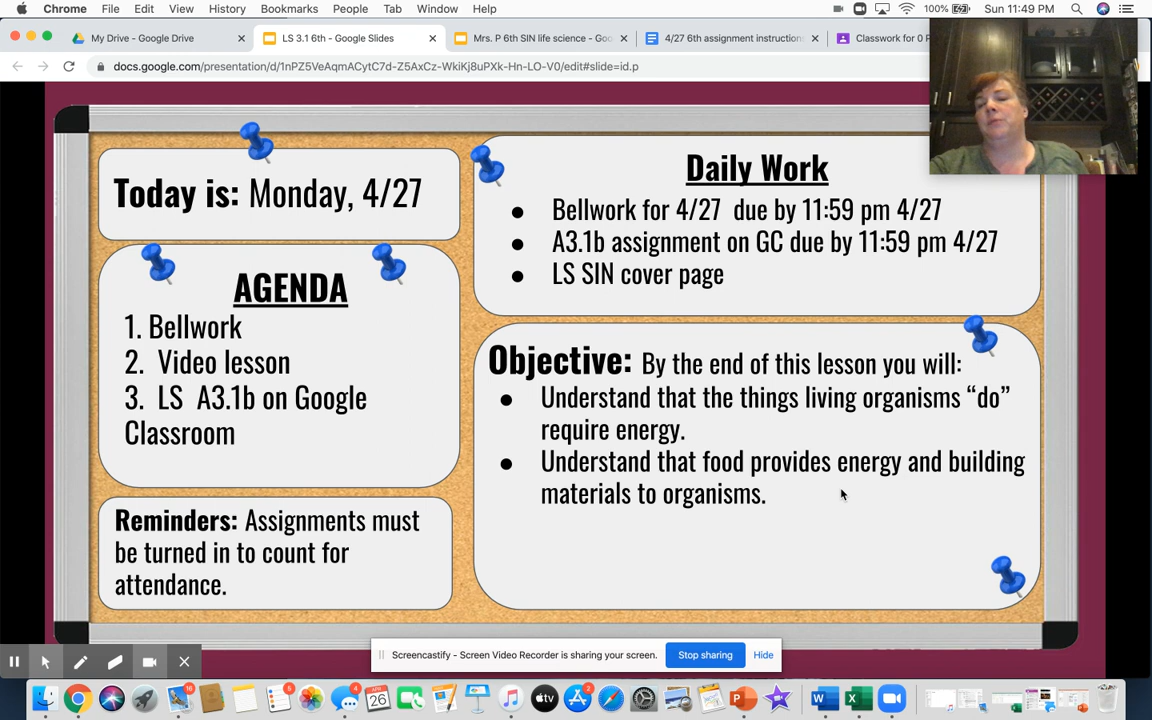 Chrome File Edit View History Bookmarks People Tab Window Help 100% Sun 11:49 PM
My Drive - Google Drive LS 3.1 6th - Google Slides Mrs. P 6th SIN life science - Goo 4/27 6th assignment instruction Classwork for 0 P
docs.google.com/presentation/d/1nPZ5VeAqmACytC7d-Z5AxCz-WkiKj8uPXk-Hn-LO-V0/edit#slide=id.p
Today is: Monday, 4/27
AGENDA
1. Bellwork
2. Video lesson
3. LS A3.1b on Google
Classroom
Reminders: Assignments must
be turned in to count for
attendance.
Daily Work
● Bellwork for 4/27 due by 11:59 pm 4/27
● A3.1b assignment on GC due by 11:59 pm 4/27
● LS SIN cover page
Objective: By the end of this lesson you will:
● Understand that the things living organisms “do”
require energy.
● Understand that food provides energy and building
materials to organisms.
Screencastify - Screen Video Recorder is sharing your screen. Stop sharing Hide
APR
26
tv